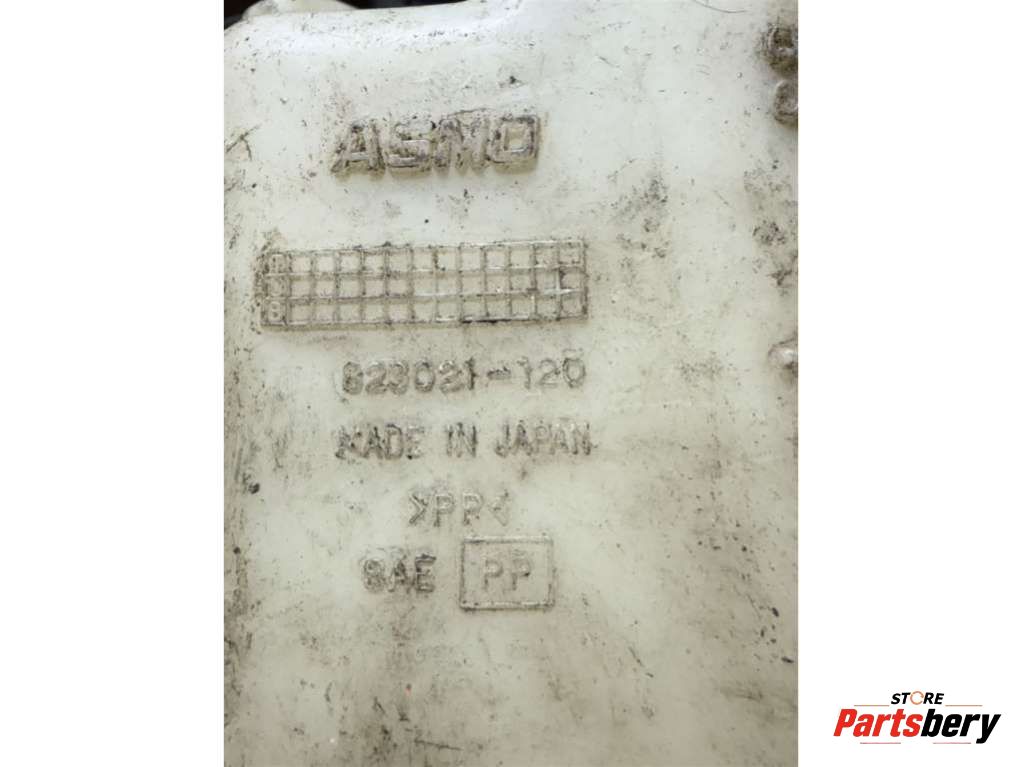 ASMO
823021-120
MADE IN JAPAN
>PP<
SAE PP
STORE
Partsbery